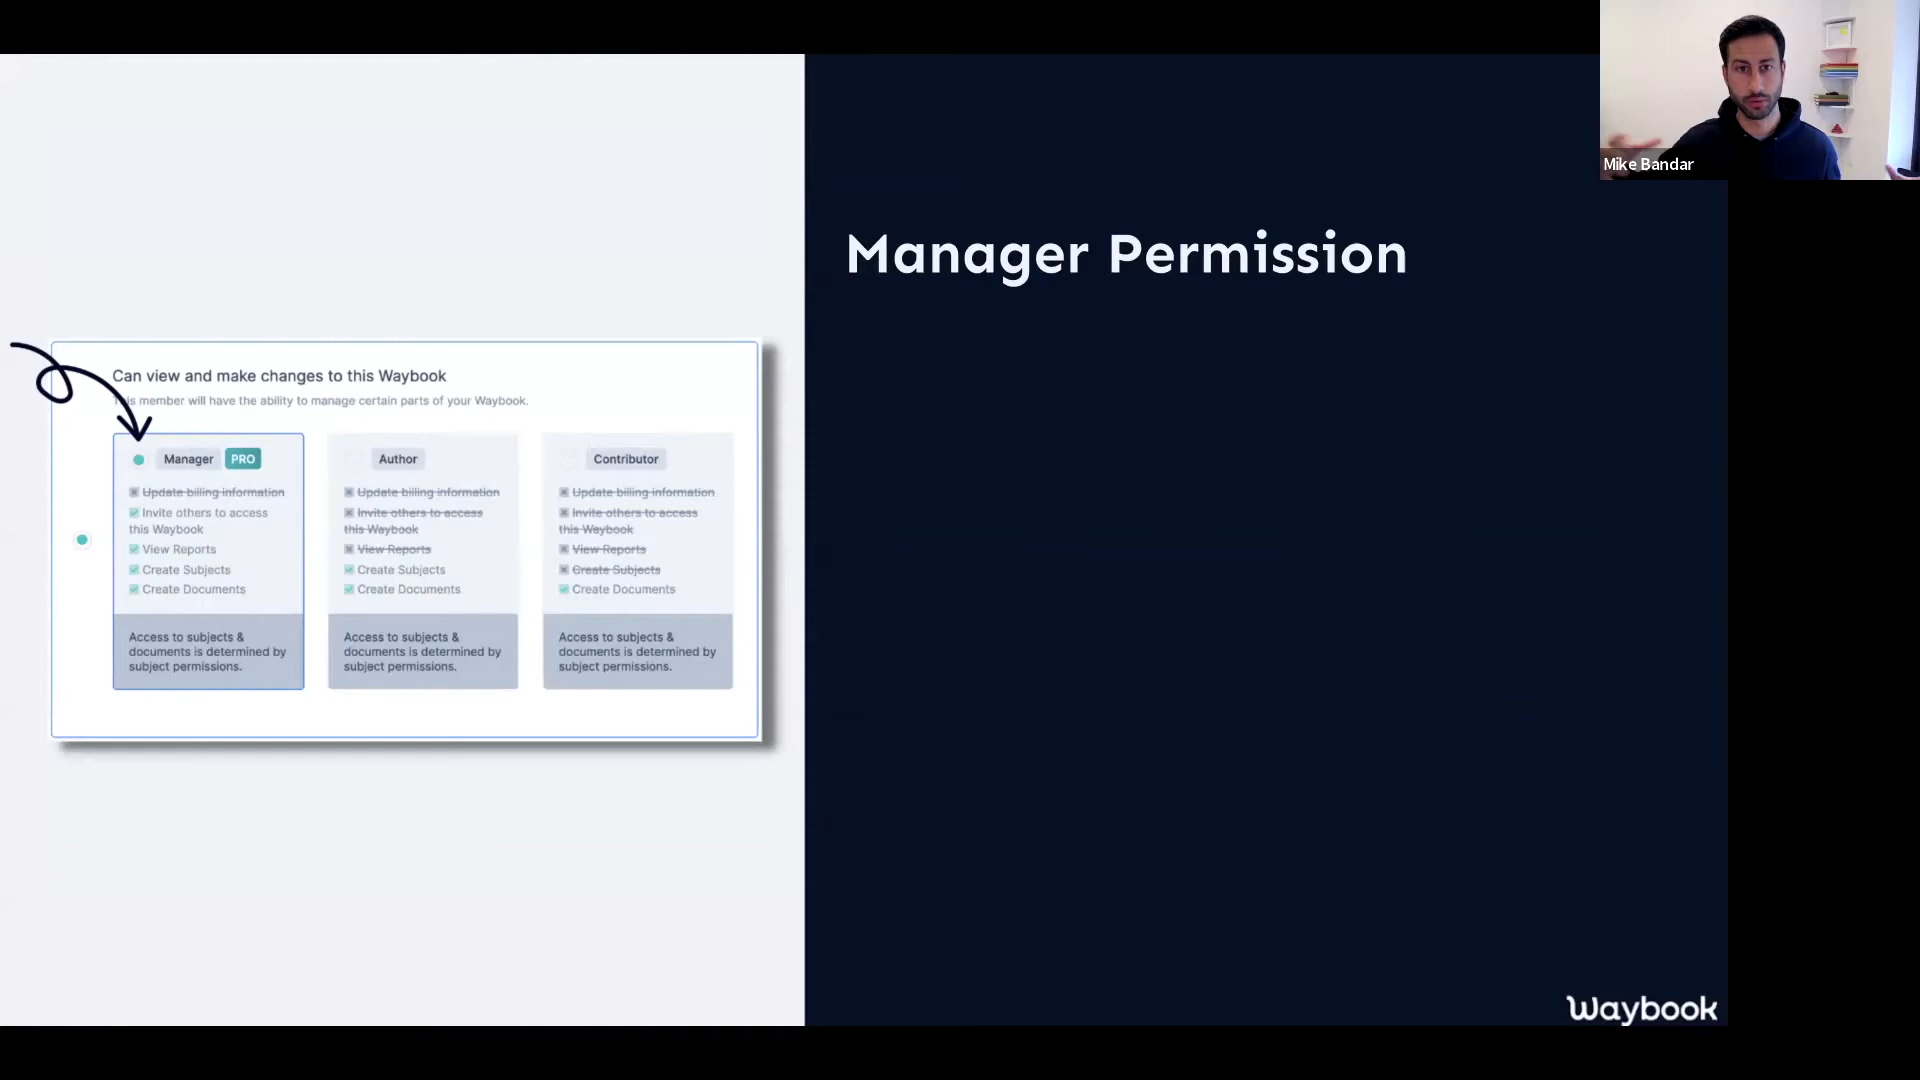 Mike Bandar
Manager Permission
Can view and make changes to this Waybook
This member will have the ability to manage certain parts of your Waybook.
Manager PRO
Update billing information
Invite others to access
this Waybook
View Reports
Create Subjects
Create Documents
Access to subjects &
documents is determined by
subject permissions.
Author
Update billing information
Invite others to access
this Waybook
View Reports
Create Subjects
Create Documents
Access to subjects &
documents is determined by
subject permissions.
Contributor
Update billing information
Invite others to access
this Waybook
View Reports
Create Subjects
Create Documents
Access to subjects &
documents is determined by
subject permissions.
Waybook